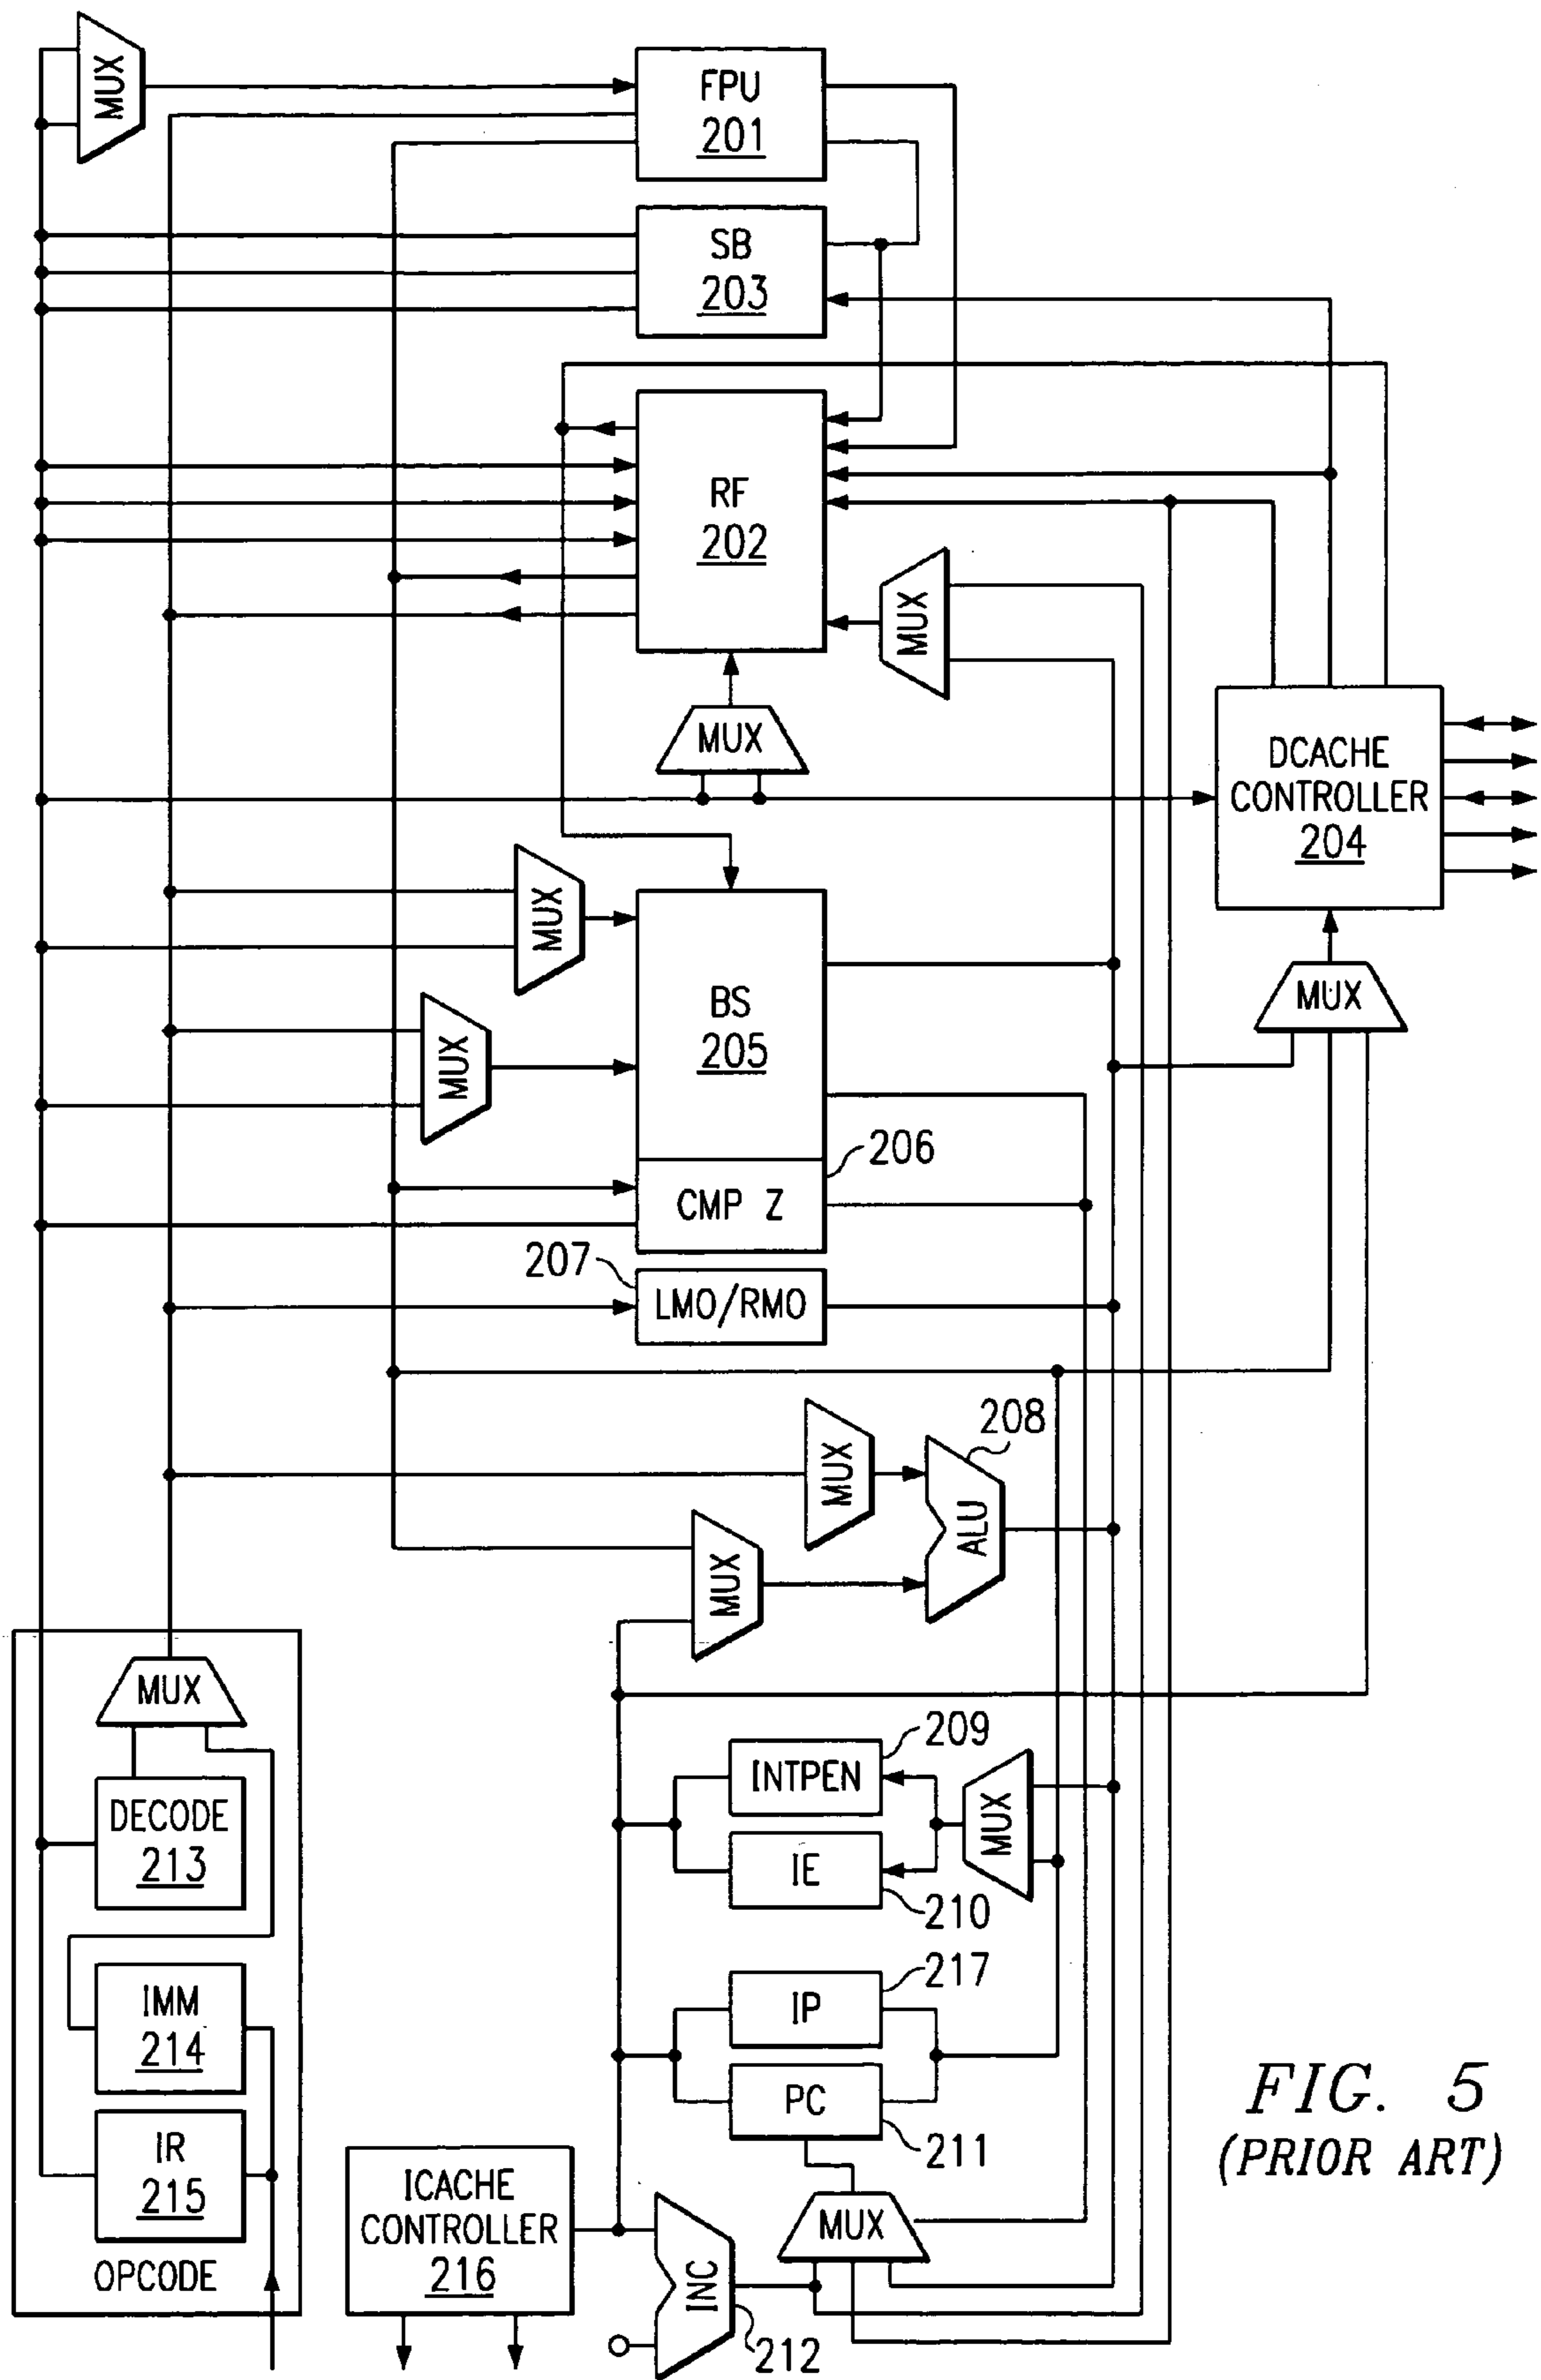 MUX
FPU
201
SB
203
RF
202
MUX
MUX
DCACHE
CONTROLLER
204
MUX
BS
205
MUX
MUX
206
CMP Z
207
LMO/RMO
208
MUX
ALU
MUX
MUX
209
INTPEN
MUX
DECODE
213
IE
210
217
IMM
214
IP
PC
211
IR
215
OPCODE
ICACHE
CONTROLLER
216
MUX
INC
212
FIG. 5
(PRIOR ART)